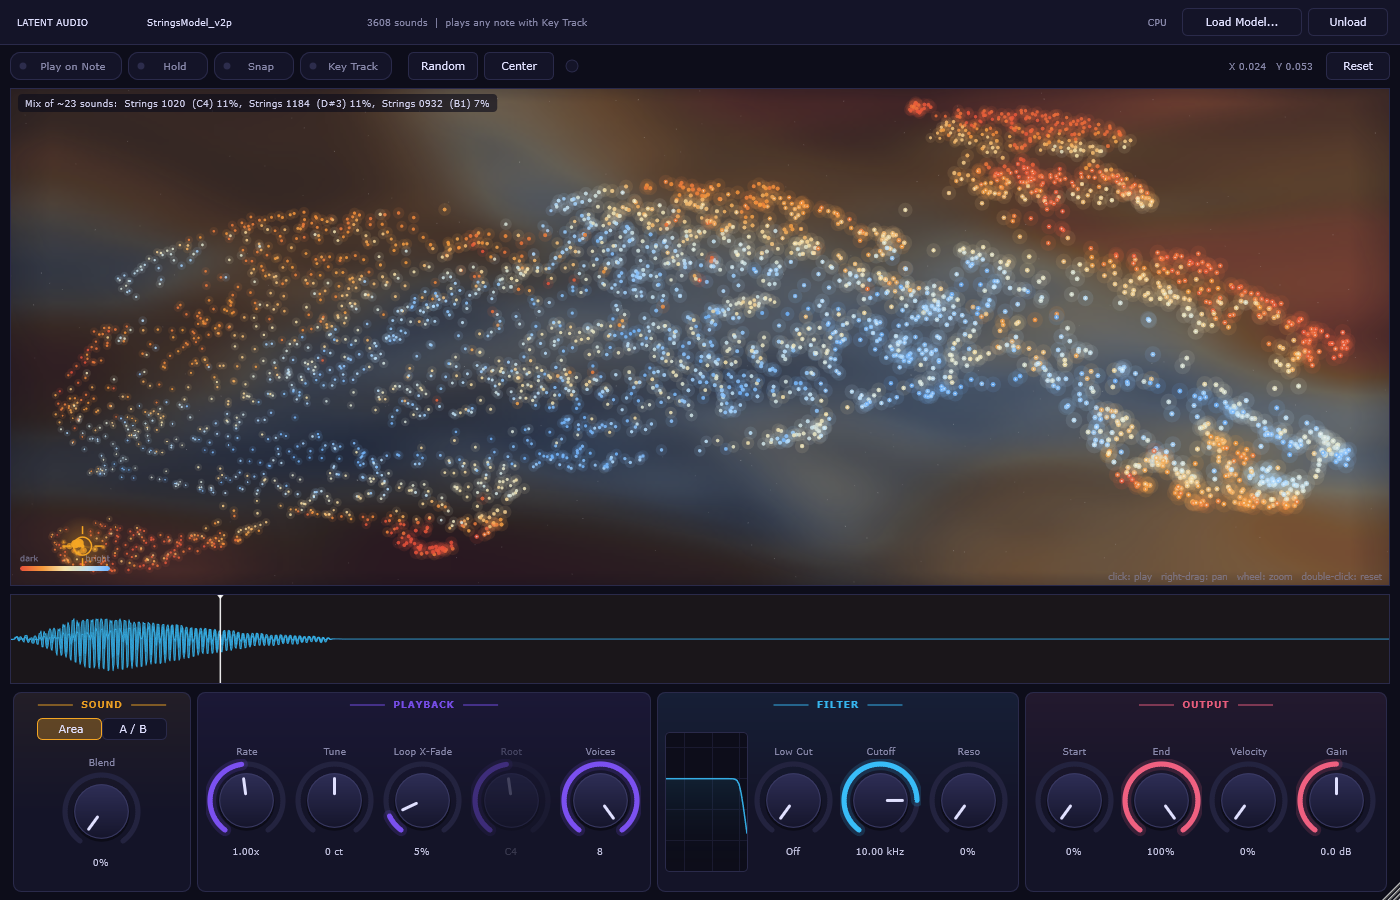 LATENT AUDIO StringsModel_v2p 3608 sounds | plays any note with Key Track CPU Load Model... Unload
Play on Note Hold Snap Key Track Random Center X 0.024 Y 0.053 Reset
Mix of ~23 sounds: Strings 1020 (C4) 11%, Strings 1184 (D#3) 11%, Strings 0932 (B1) 7%
dark bright
click: play right-drag: pan wheel: zoom double-click: reset
SOUND PLAYBACK FILTER OUTPUT
Area A / B
Rate Tune Loop X-Fade Root Voices Low Cut Cutoff Reso Start End Velocity Gain
Blend
1.00x 0 ct 5% C4 8 Off 10.00 kHz 0% 0% 100% 0% 0.0 dB
0%